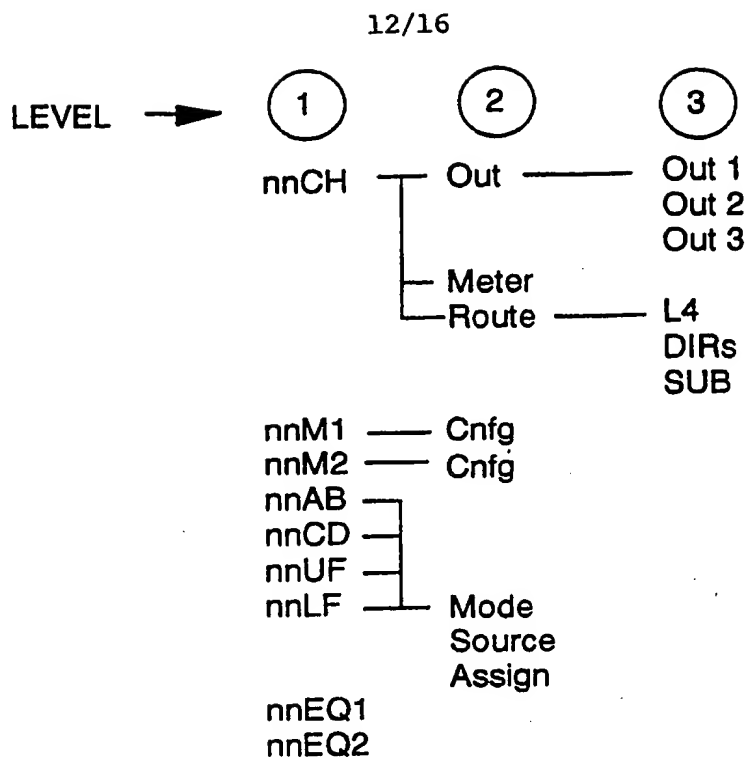 12/16
LEVEL 1 2 3
nnCH Out Out 1
Out 2
Out 3
Meter
Route L4
DIRs
SUB
nnM1 Cnfg
nnM2 Cnfg
nnAB
nnCD
nnUF
nnLF Mode
Source
Assign
nnEQ1
nnEQ2